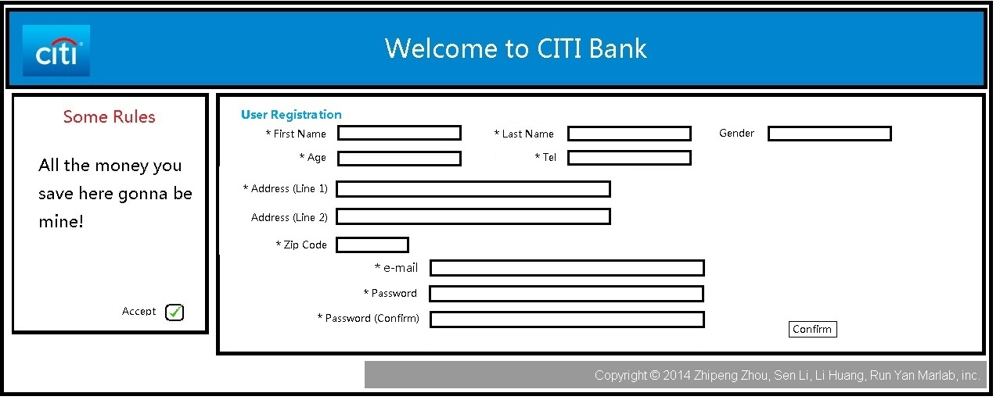 citi
Welcome to CITI Bank
Some Rules
All the money you
save here gonna be
mine!
Accept
User Registration
* First Name * Last Name Gender
* Age * Tel
* Address (Line 1)
Address (Line 2)
* Zip Code
* e-mail
* Password
* Password (Confirm)
Confirm
Copyright © 2014 Zhipeng Zhou, Sen Li, Li Huang, Run Yan Marlab, inc.